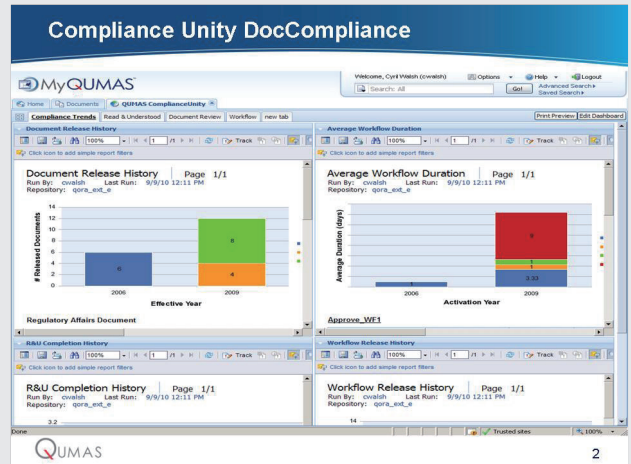 Compliance Unity DocCompliance
MyQUMAS
Welcome, Cyril Walsh (cwalsh)
Options
Help
Logout
Search: All
Go!
Advanced Search
Saved Search
Home
Documents
QUMAS ComplianceUnity
Compliance Trends
Read & Understood
Document Review
Workflow
new tab
Print Preview
Edit Dashboard
Document Release History
100%
1 /1
Track
Click icon to add simple report filters
Document Release History Page 1/1
Run By: cwalsh Last Run: 9/9/10 12:11 PM
Repository: qora_ext_e
# Released Documents
14
12
10
8
6
4
2
0
6
8
4
2006
2009
Effective Year
Regulatory Affairs Document
Average Workflow Duration
100%
1 /1
Track
Click icon to add simple report filters
Average Workflow Duration Page 1/1
Run By: cwalsh Last Run: 9/9/10 12:11 PM
Repository: qora_ext_e
Average Duration (days)
1
1
1
3.33
2006
2009
Activation Year
Approve_WF1
R&U Completion History
100%
1 /1
Track
Click icon to add simple report filters
R&U Completion History Page 1/1
Run By: cwalsh Last Run: 9/9/10 12:11 PM
Repository: qora_ext_e
3.2
Workflow Release History
100%
1 /1
Track
Click icon to add simple report filters
Workflow Release History Page 1/1
Run By: cwalsh Last Run: 9/9/10 12:11 PM
Repository: qora_ext_e
14
Done
Trusted sites
100%
QUMAS
2